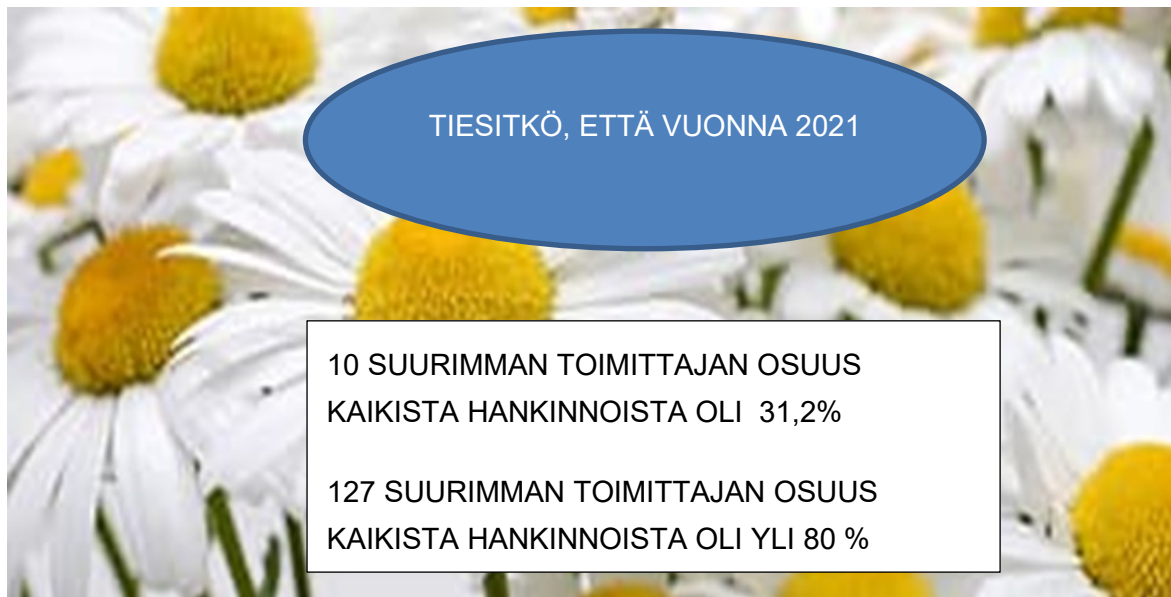 TIESITKÖ, ETTÄ VUONNA 2021
10 SUURIMMAN TOIMITTAJAN OSUUS
KAIKISTA HANKINNOISTA OLI 31,2%
127 SUURIMMAN TOIMITTAJAN OSUUS
KAIKISTA HANKINNOISTA OLI YLI 80 %